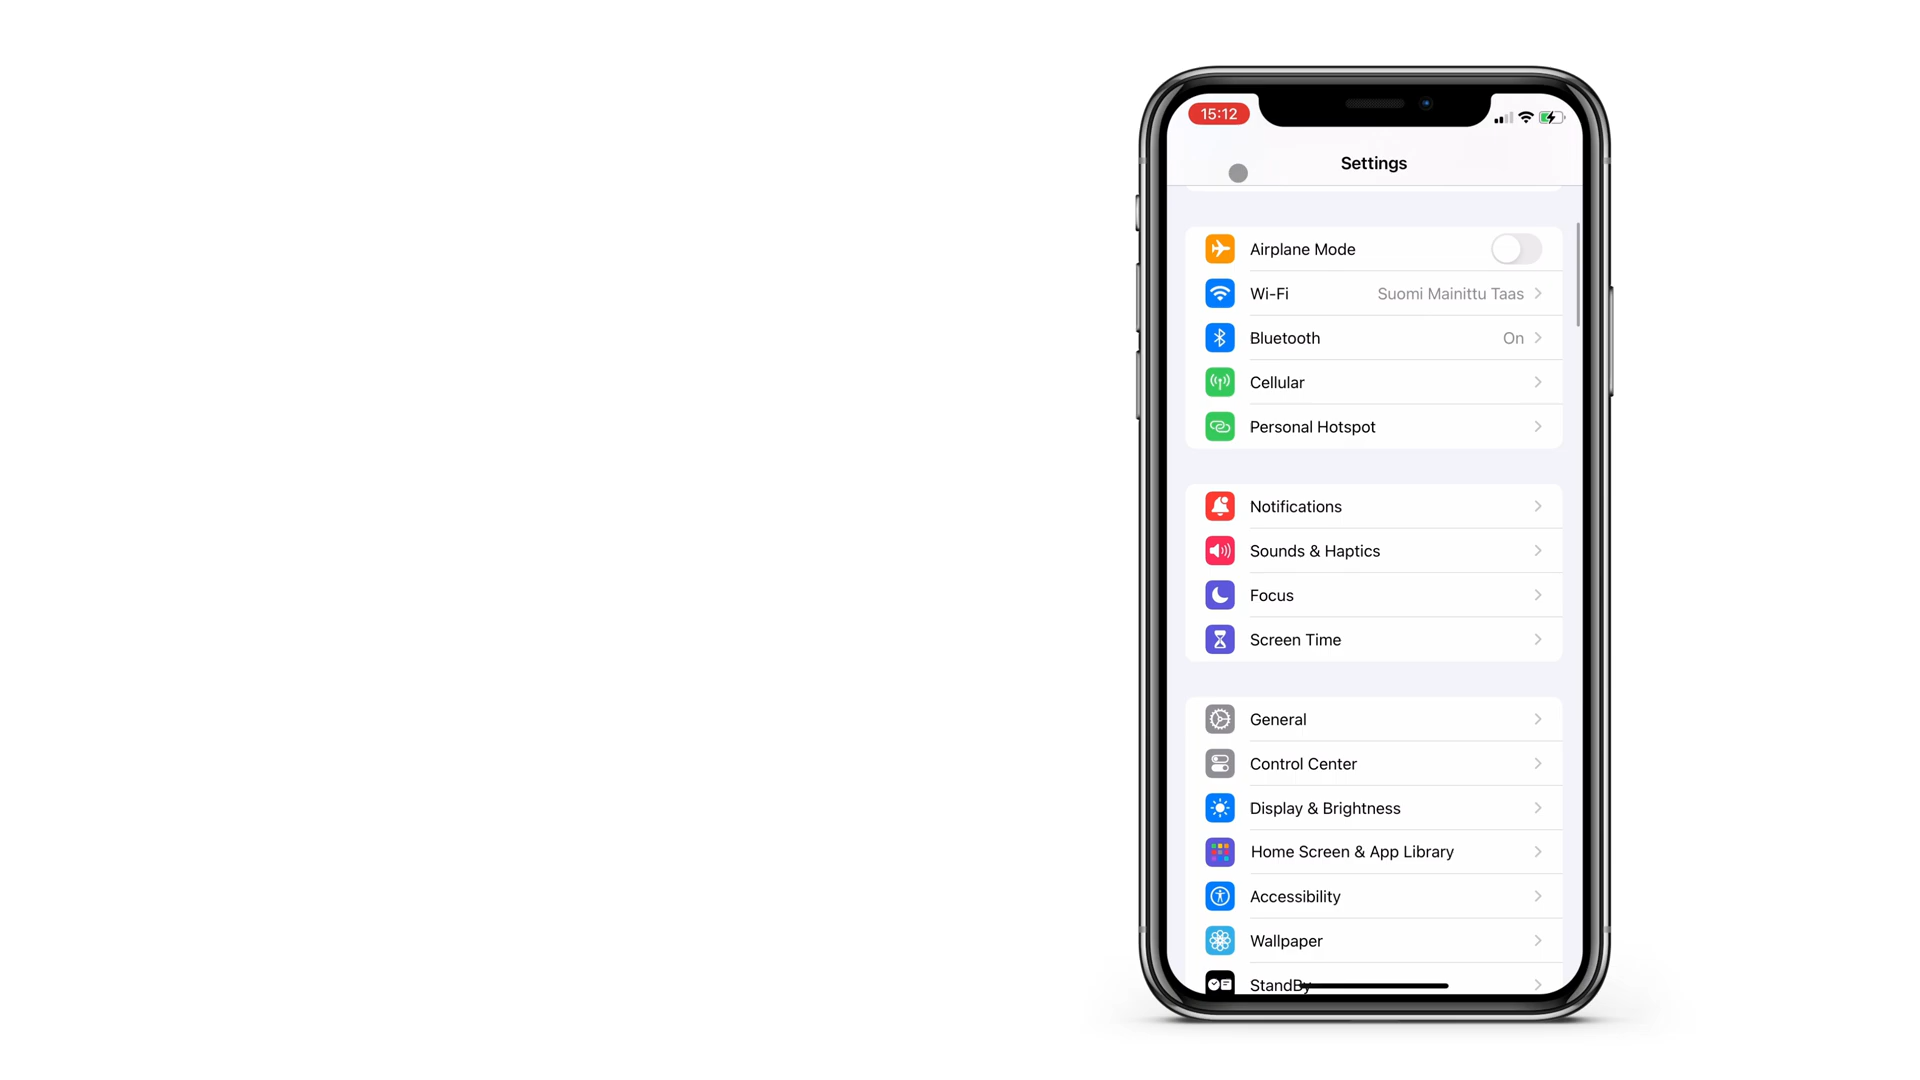 15:12
Settings
Airplane Mode
Wi-Fi Suomi Mainittu Taas
Bluetooth On
Cellular
Personal Hotspot
Notifications
Sounds & Haptics
Focus
Screen Time
General
Control Center
Display & Brightness
Home Screen & App Library
Accessibility
Wallpaper
StandBy